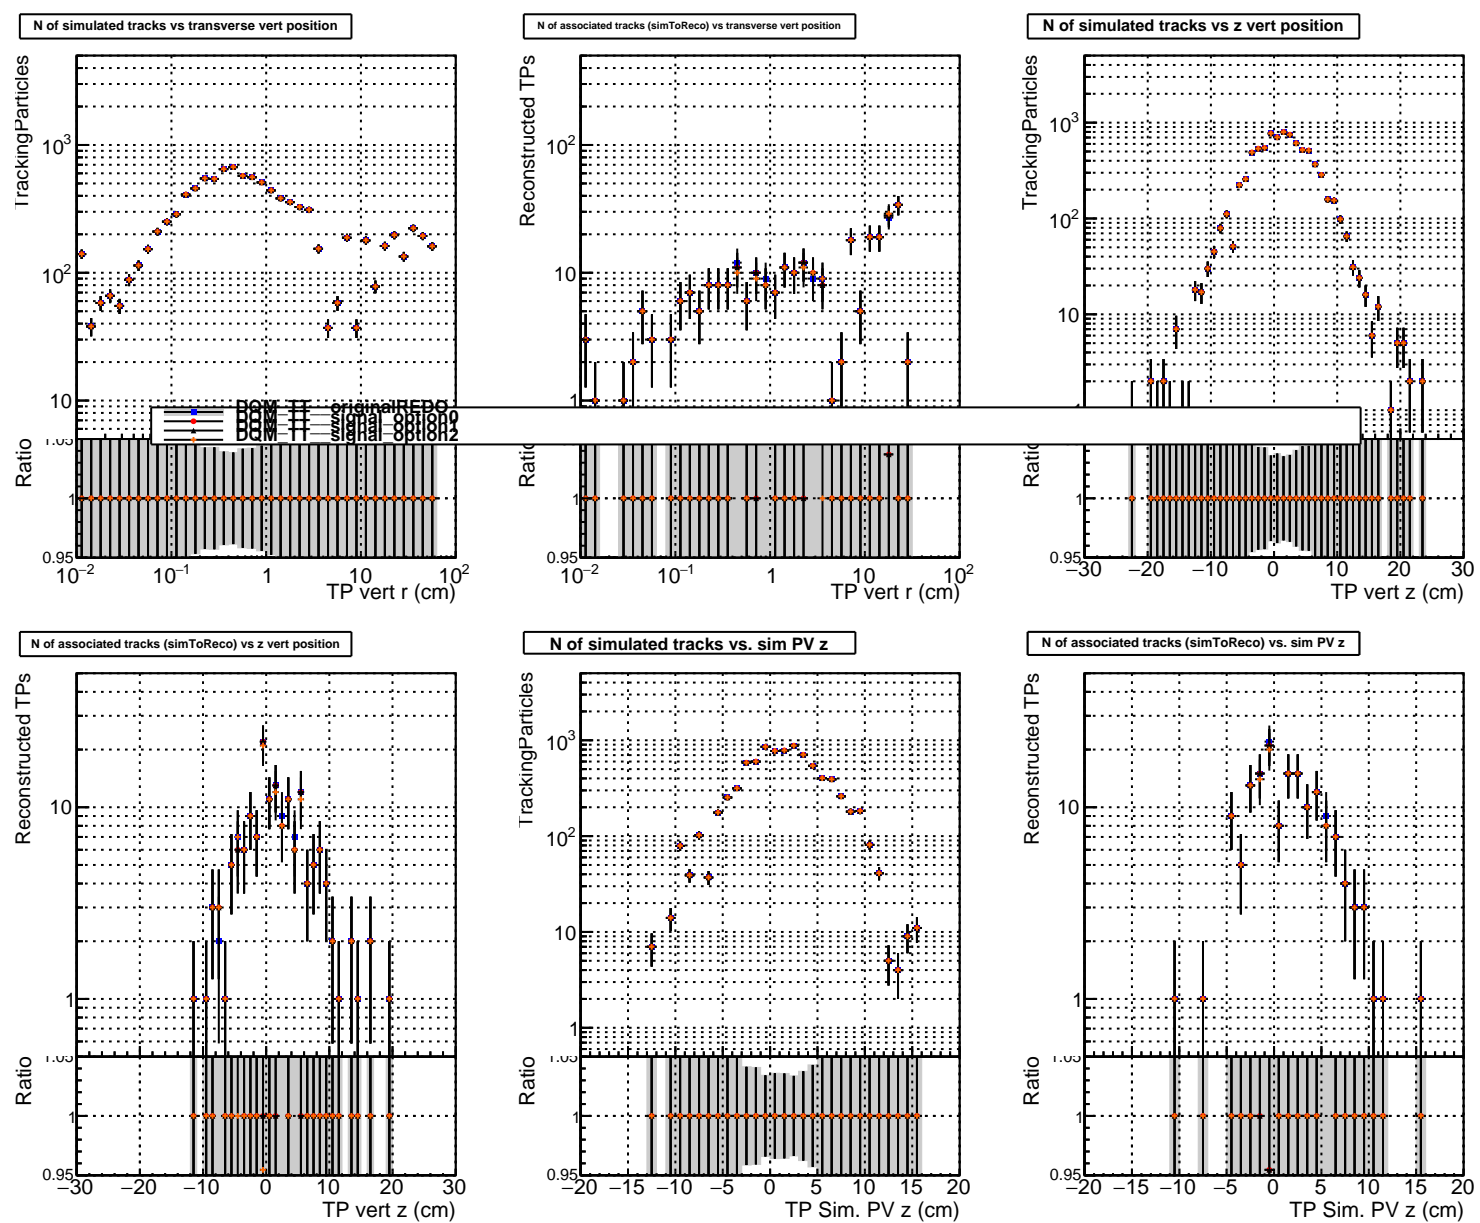 N of simulated tracks vs transverse vert position
TrackingParticles
10³
10²
10
Ratio
1
0.95
10⁻² 10⁻¹ 1 10 10²
TP vert r (cm)
N of associated tracks (simToReco) vs transverse vert position
Reconstructed TPs
10²
10
1
Ratio
1
0.95
10⁻² 10⁻¹ 1 10 10²
TP vert r (cm)
N of simulated tracks vs z vert position
TrackingParticles
10³
10²
10
1
Ratio
1
0.95
−30 −20 −10 0 10 20 30
TP vert z (cm)
DQM_TT__originalREDO
DQM_TT__signal_option0
DQM_TT__signal_option1
DQM_TT__signal_option2
N of associated tracks (simToReco) vs z vert position
Reconstructed TPs
10
1
Ratio
1
0.95
−30 −20 −10 0 10 20 30
TP vert z (cm)
N of simulated tracks vs. sim PV z
TrackingParticles
10³
10²
10
1
Ratio
1
0.95
−20 −15 −10 −5 0 5 10 15 20
TP Sim. PV z (cm)
N of associated tracks (simToReco) vs. sim PV z
Reconstructed TPs
10
1
Ratio
1
0.95
−20 −15 −10 −5 0 5 10 15 20
TP Sim. PV z (cm)